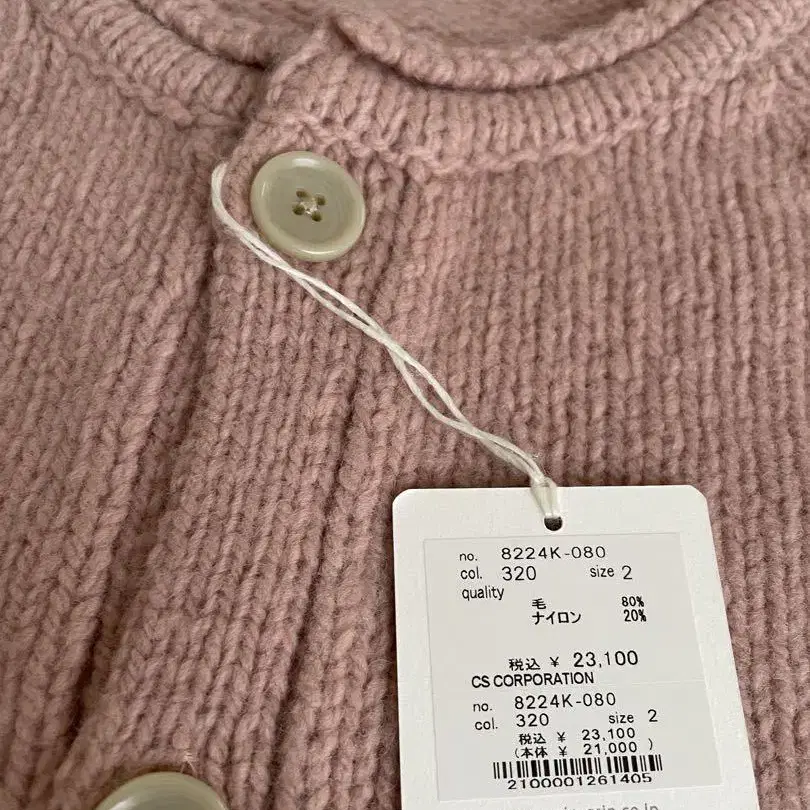 no. 8224K-080
col. 320 size 2
quality
毛 80%
ナイロン 20%
税込 ¥ 23,100
CS CORPORATION
no. 8224K-080
col. 320 size 2
税込 ¥ 23,100
(本体 ¥ 21,000 )
2100001261405